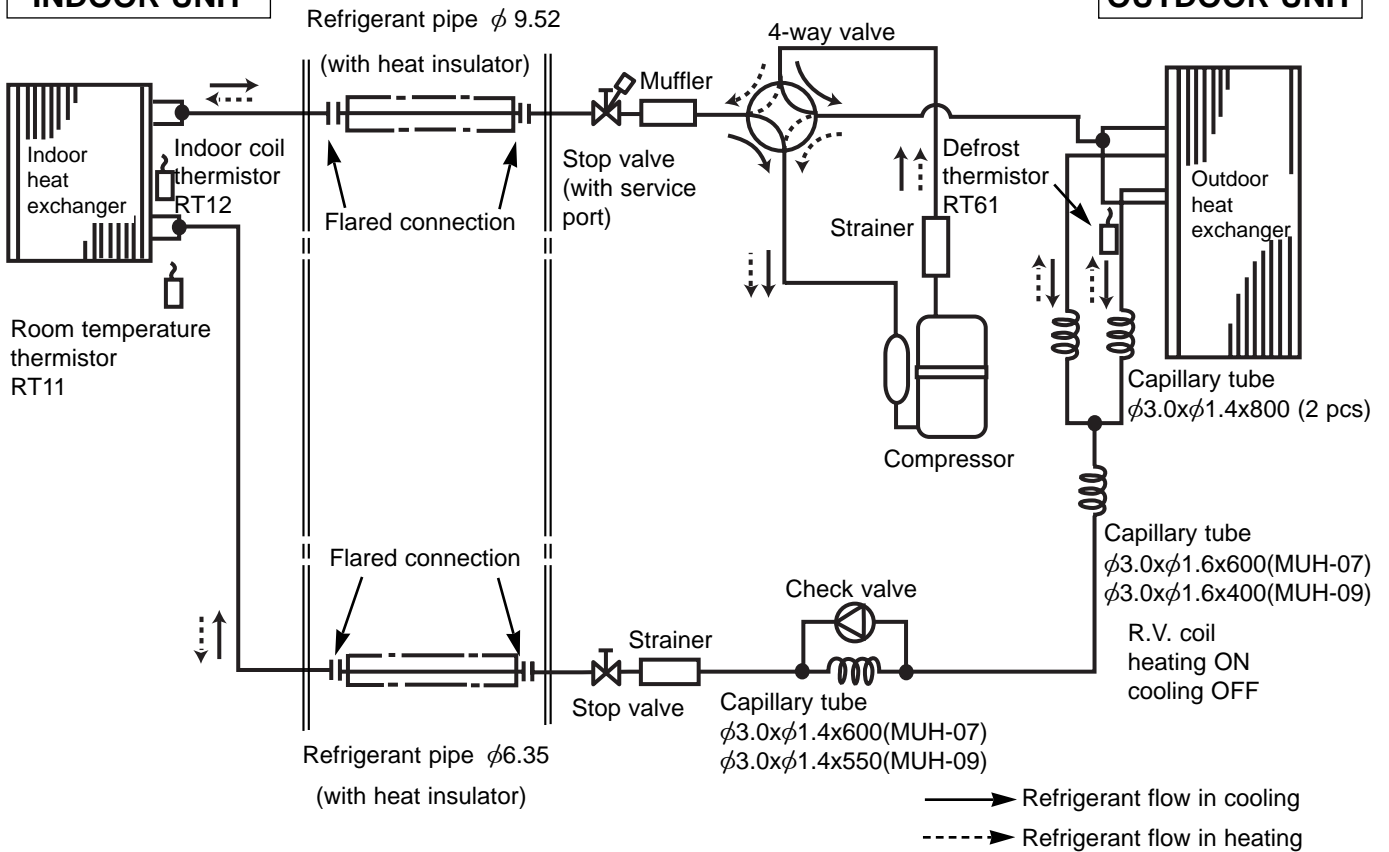 INDOOR UNIT
OUTDOOR UNIT
Refrigerant pipe ϕ 9.52
(with heat insulator)
4-way valve
Muffler
Indoor
heat
exchanger
Indoor coil
thermistor
RT12
Flared connection
Stop valve
(with service
port)
Defrost
thermistor
RT61
Strainer
Outdoor
heat
exchanger
Room temperature
thermistor
RT11
Capillary tube
ϕ3.0xϕ1.4x800 (2 pcs)
Compressor
Capillary tube
ϕ3.0xϕ1.6x600(MUH-07)
ϕ3.0xϕ1.6x400(MUH-09)
Flared connection
Check valve
R.V. coil
heating ON
cooling OFF
Strainer
Stop valve
Capillary tube
ϕ3.0xϕ1.4x600(MUH-07)
ϕ3.0xϕ1.4x550(MUH-09)
Refrigerant pipe ϕ6.35
(with heat insulator)
Refrigerant flow in cooling
Refrigerant flow in heating